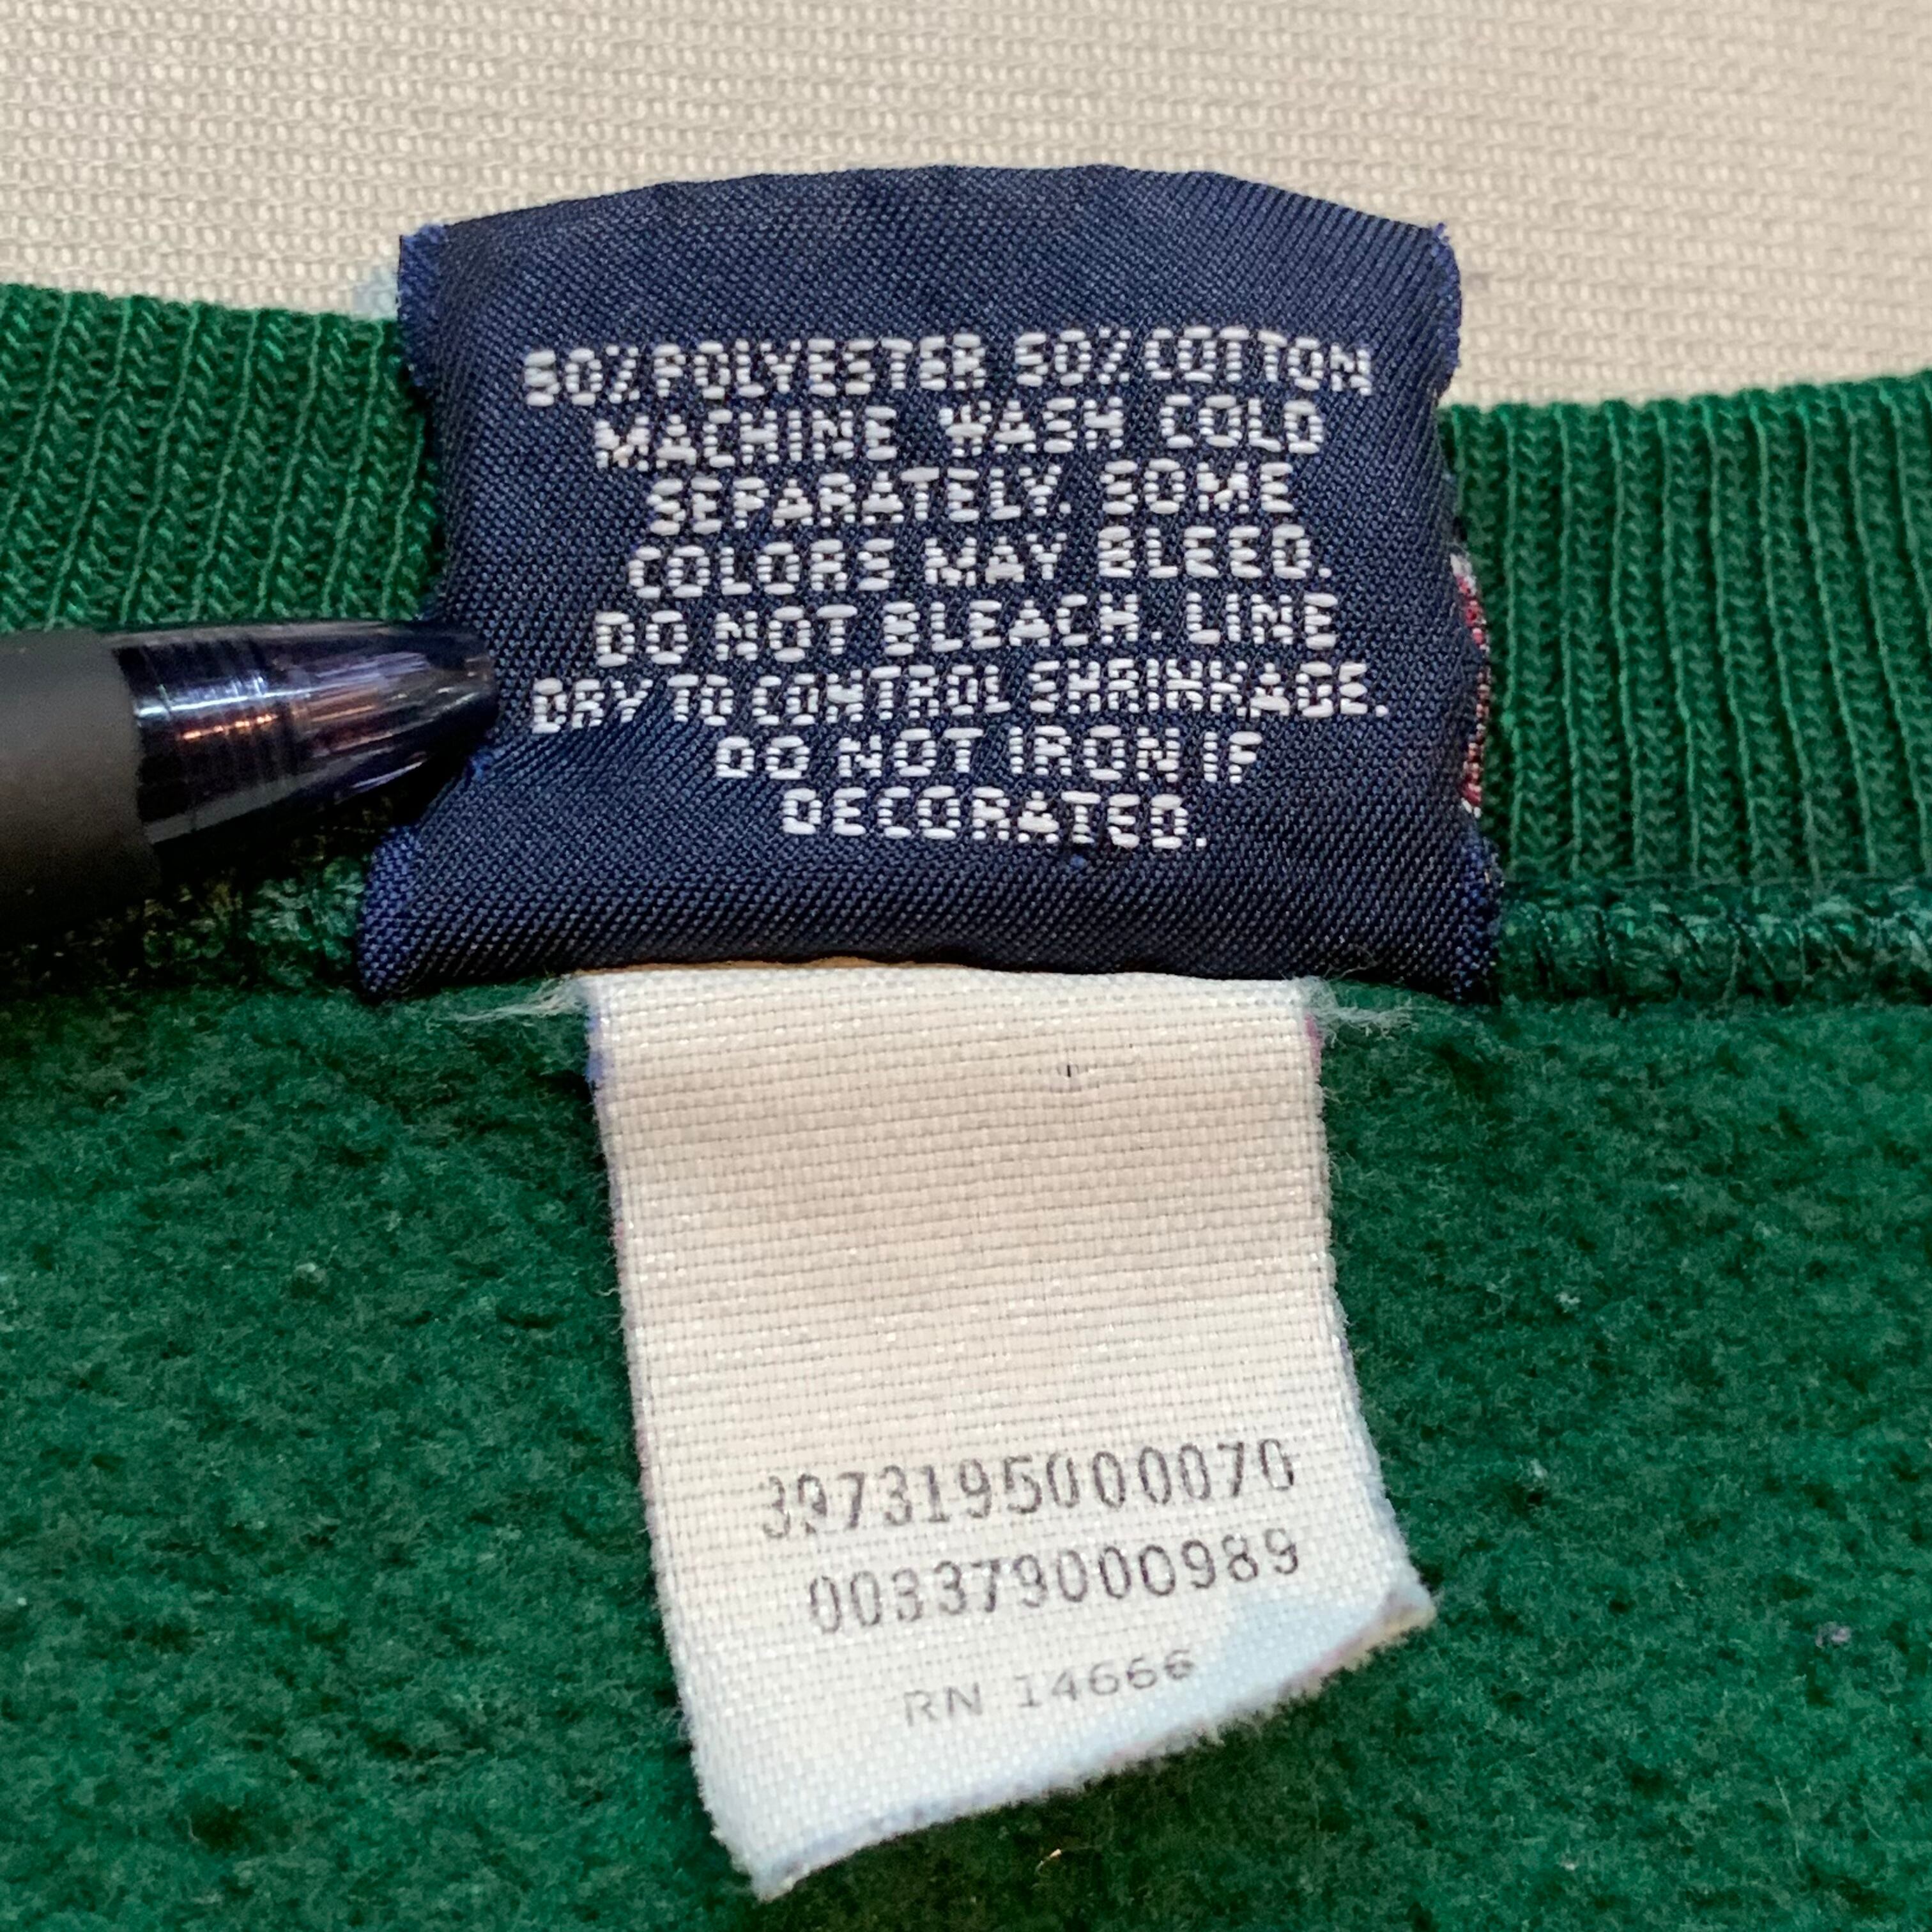 50% POLYESTER 50% COTTON
MACHINE WASH COLD
SEPARATELY. SOME
COLORS MAY BLEED.
DO NOT BLEACH. LINE
DRY TO CONTROL SHRINKAGE.
DO NOT IRON IF
DECORATED.
3973195000070
003379000989
RN 14666